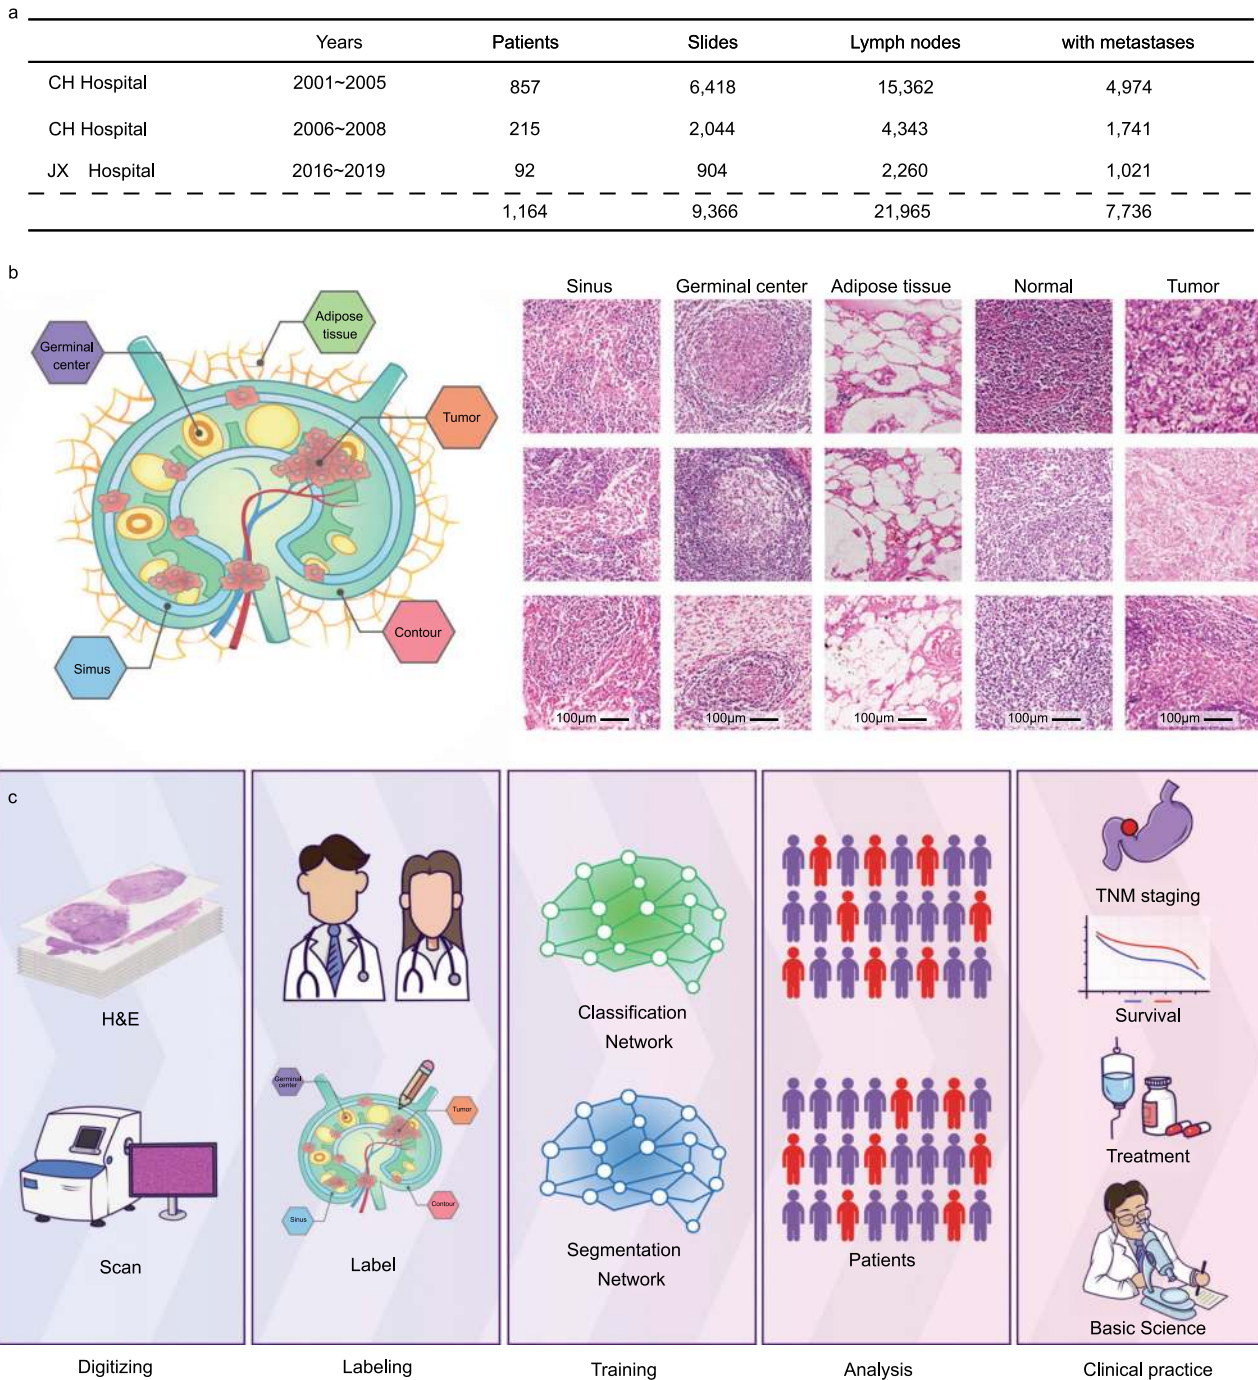 a
Years Patients Slides Lymph nodes with metastases
CH Hospital 2001~2005 857 6,418 15,362 4,974
CH Hospital 2006~2008 215 2,044 4,343 1,741
JX Hospital 2016~2019 92 904 2,260 1,021
1,164 9,366 21,965 7,736
b
Germinal
center
Adipose
tissue
Tumor
Contour
Simus
Sinus Germinal center Adipose tissue Normal Tumor
100μm 100μm 100μm 100μm 100μm
c
H&E
Scan
Digitizing
Germinal
center
Tumor
Sinus
Contour
Label
Labeling
Classification
Network
Segmentation
Network
Training
Patients
Analysis
TNM staging
Survival
Treatment
Basic Science
Clinical practice